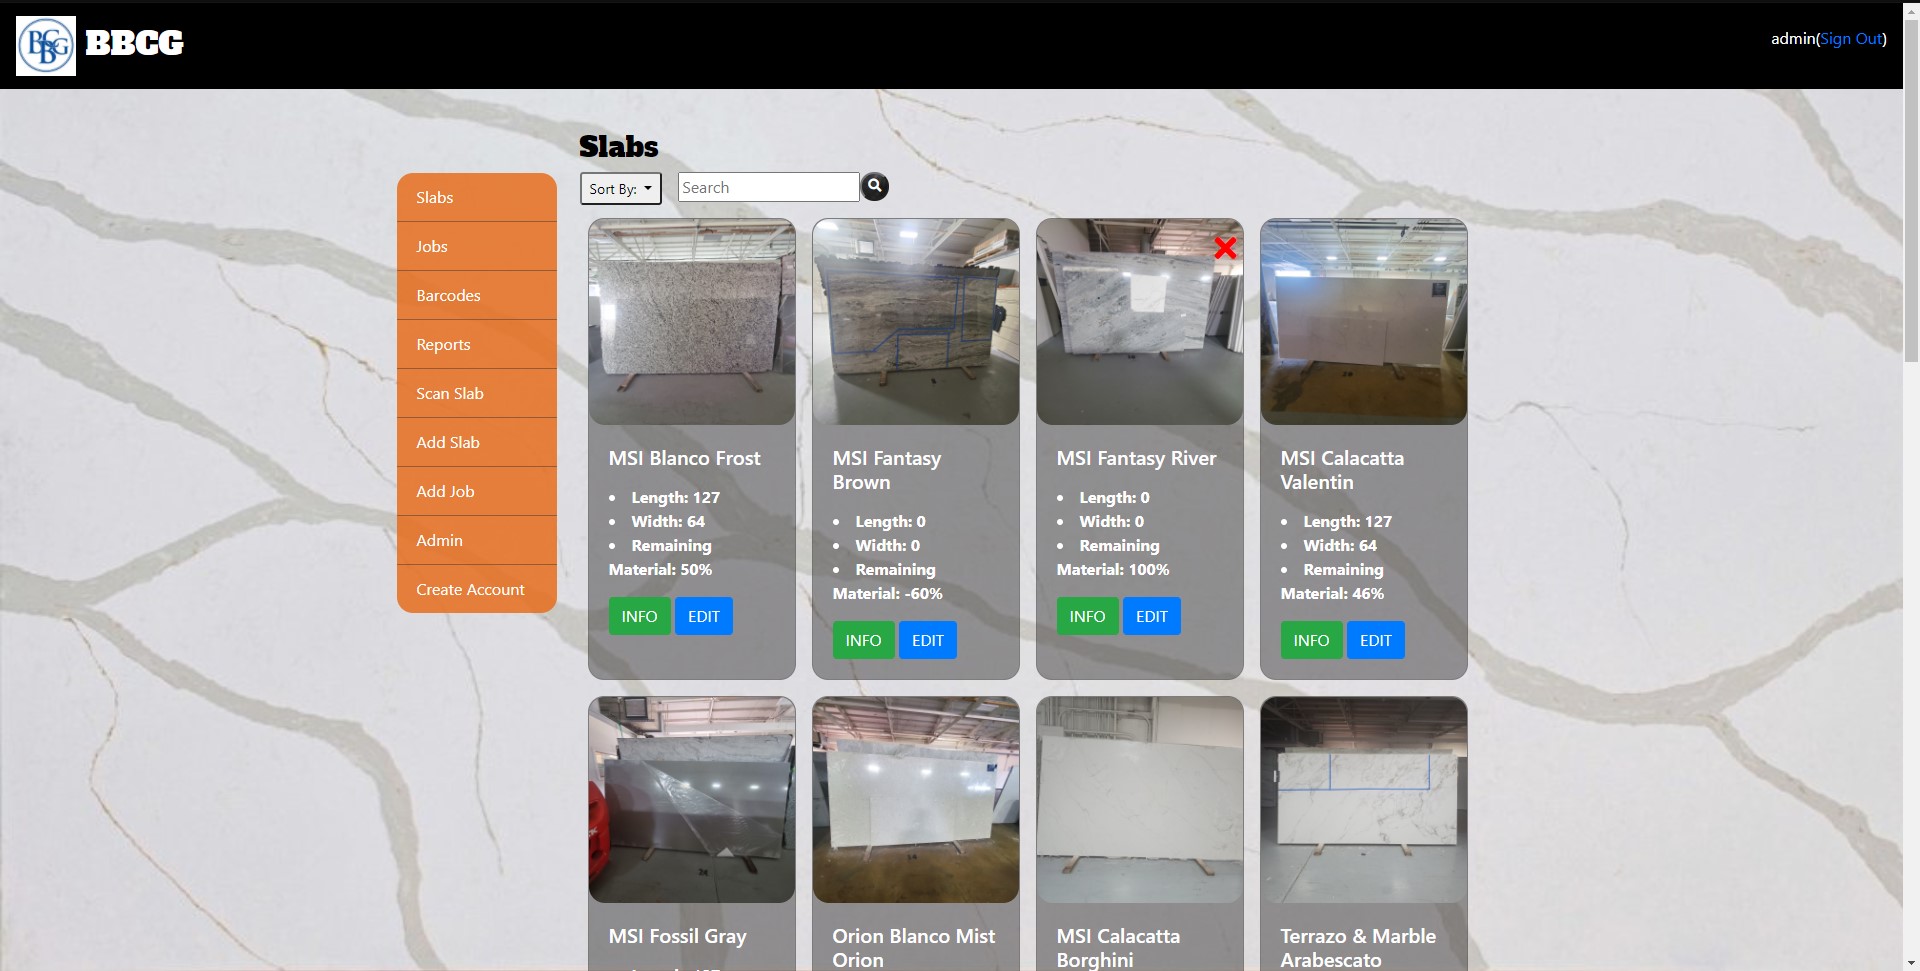 BBCG
BBCG
admin(Sign Out)
Slabs
Sort By:
Search
Slabs
Jobs
Barcodes
Reports
Scan Slab
Add Slab
Add Job
Admin
Create Account
MSI Blanco Frost
Length: 127
Width: 64
Remaining
Material: 50%
INFO
EDIT
MSI Fantasy
Brown
Length: 0
Width: 0
Remaining
Material: -60%
INFO
EDIT
MSI Fantasy River
Length: 0
Width: 0
Remaining
Material: 100%
INFO
EDIT
MSI Calacatta
Valentin
Length: 127
Width: 64
Remaining
Material: 46%
INFO
EDIT
24
14
MSI Fossil Gray
Orion Blanco Mist
Orion
MSI Calacatta
Borghini
Terrazo & Marble
Arabescato